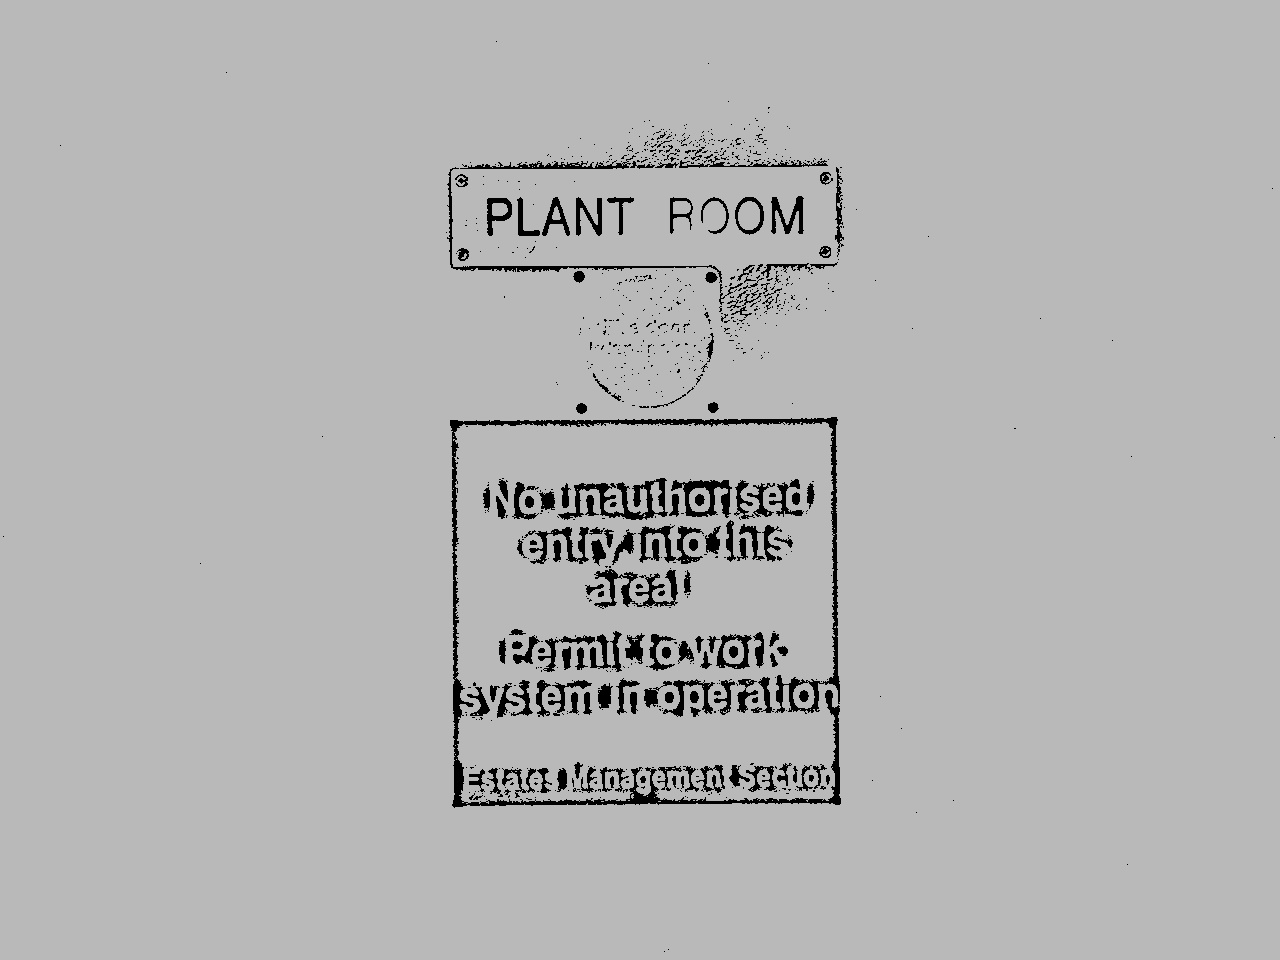 PLANT ROOM
No unauthorised
entry into this
area!
Permit to work
system in operation
Estates Management Section